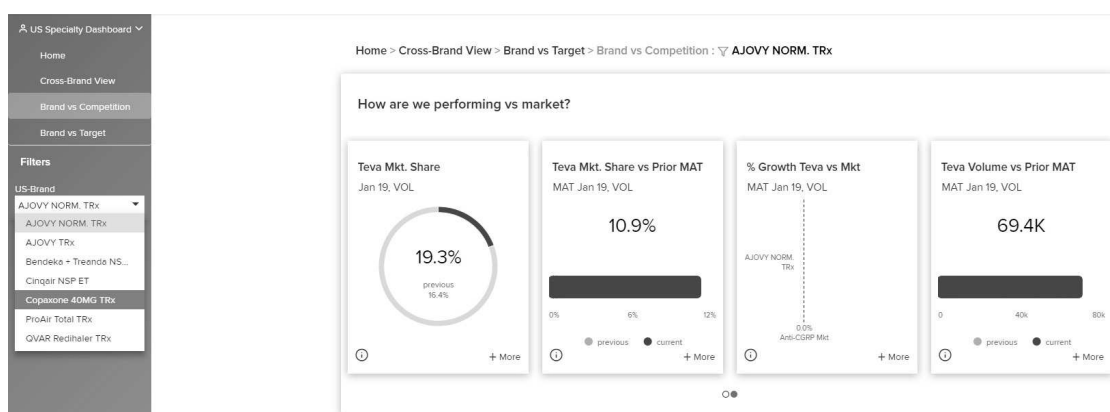 US Specialty Dashboard
Home
Cross-Brand View
Brand vs Competition
Brand vs Target
Filters
US-Brand
AJOVY NORM. TRx
AJOVY NORM. TRx
AJOVY TRx
Bendeka + Treanda NS...
Cinqair NSP ET
Copaxone 40MG TRx
ProAir Total TRx
QVAR Redihaler TRx
Home > Cross-Brand View > Brand vs Target > Brand vs Competition : AJOVY NORM. TRx
How are we performing vs market?
Teva Mkt. Share
Jan 19, VOL
19.3%
previous
16.4%
+ More
Teva Mkt. Share vs Prior MAT
MAT Jan 19, VOL
10.9%
0% 6% 12%
previous current
+ More
% Growth Teva vs Mkt
MAT Jan 19, VOL
AJOVY NORM.
TRx
0.0%
Anti-CGRP Mkt
+ More
Teva Volume vs Prior MAT
MAT Jan 19, VOL
69.4K
0 40k 80k
previous current
+ More